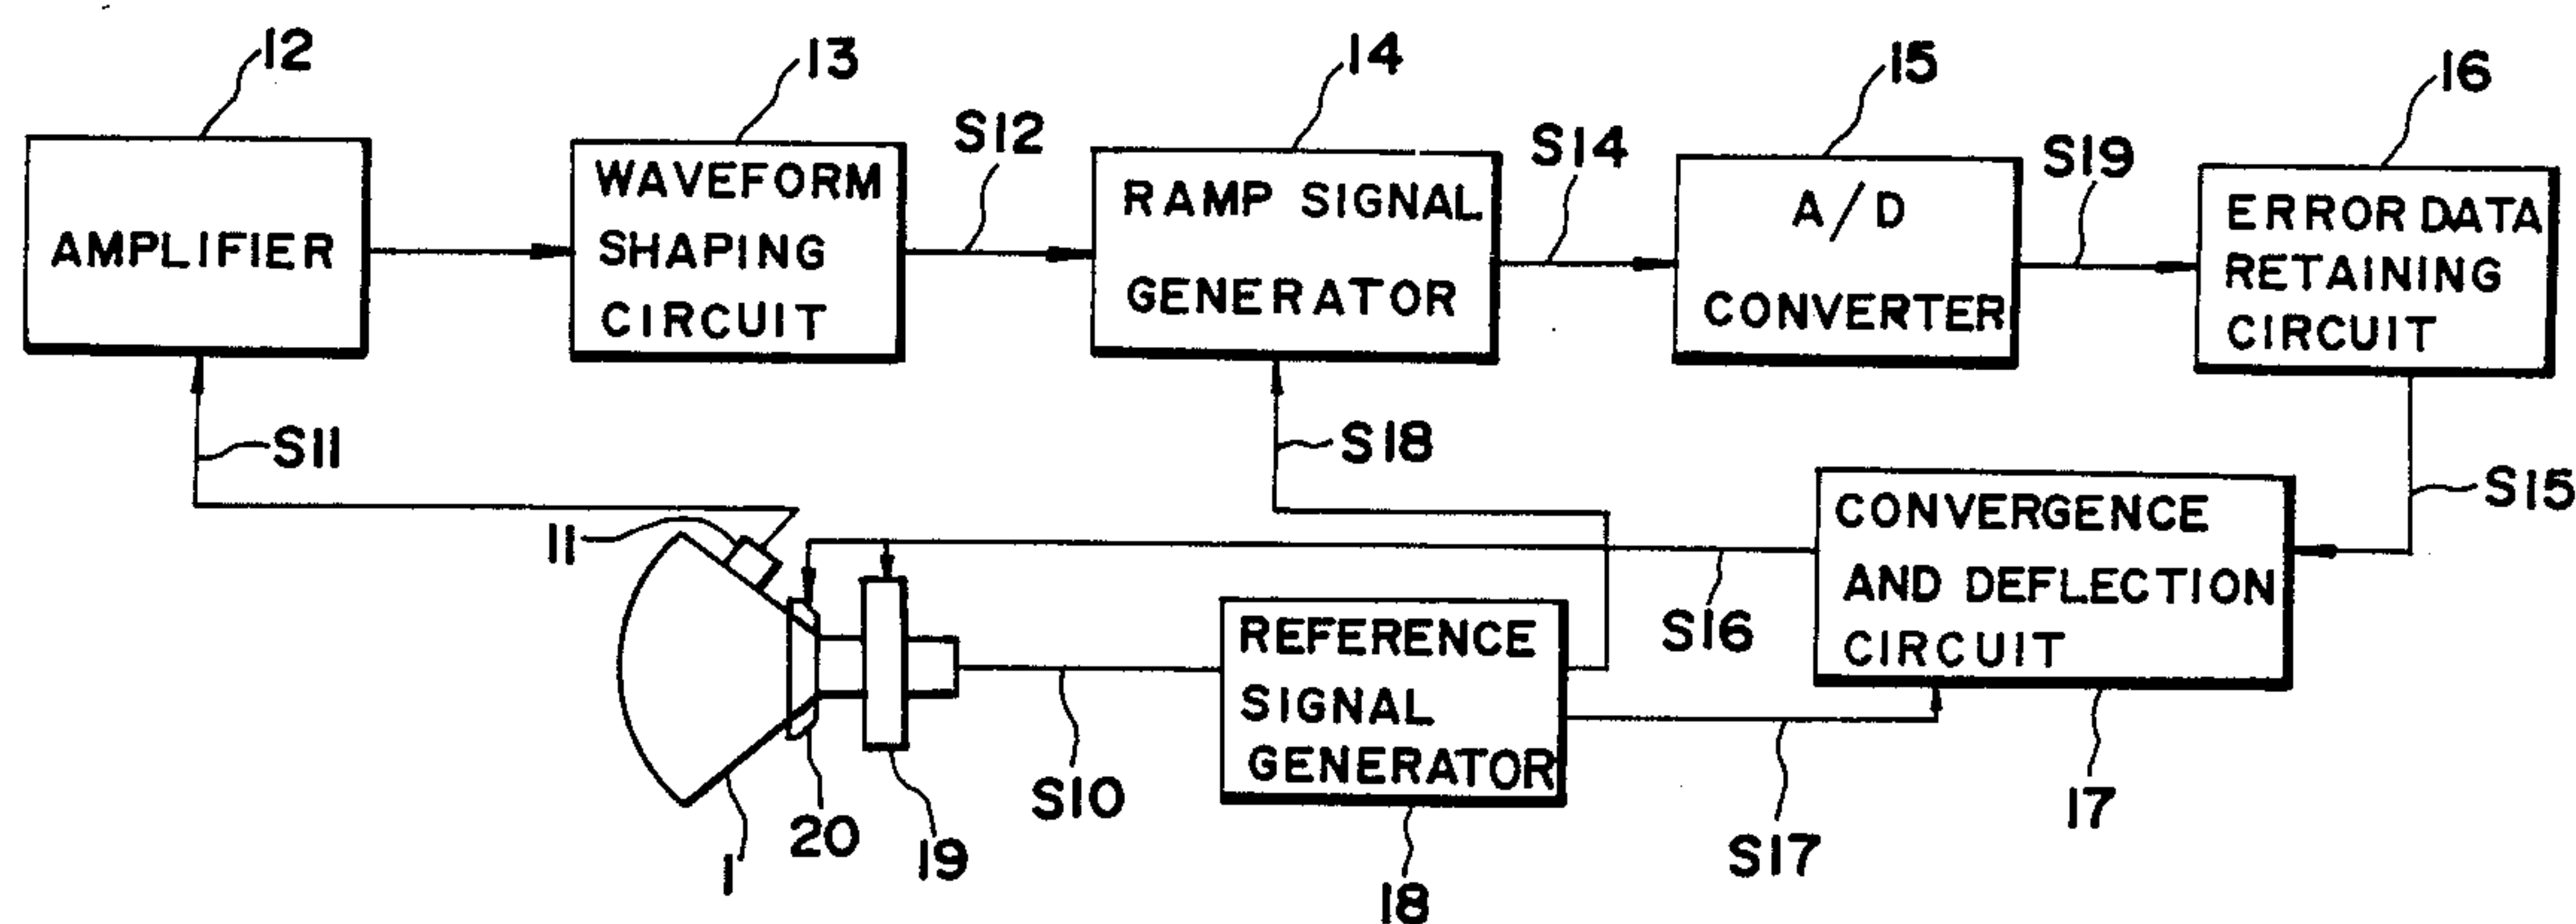 12
13
14
15
16
AMPLIFIER
WAVEFORM
SHAPING
CIRCUIT
S12
RAMP SIGNAL
GENERATOR
S14
A/D
CONVERTER
S19
ERROR DATA
RETAINING
CIRCUIT
S11
S18
S15
11
CONVERGENCE
AND DEFLECTION
CIRCUIT
S16
REFERENCE
SIGNAL
GENERATOR
S10
S17
17
1
20
19
18